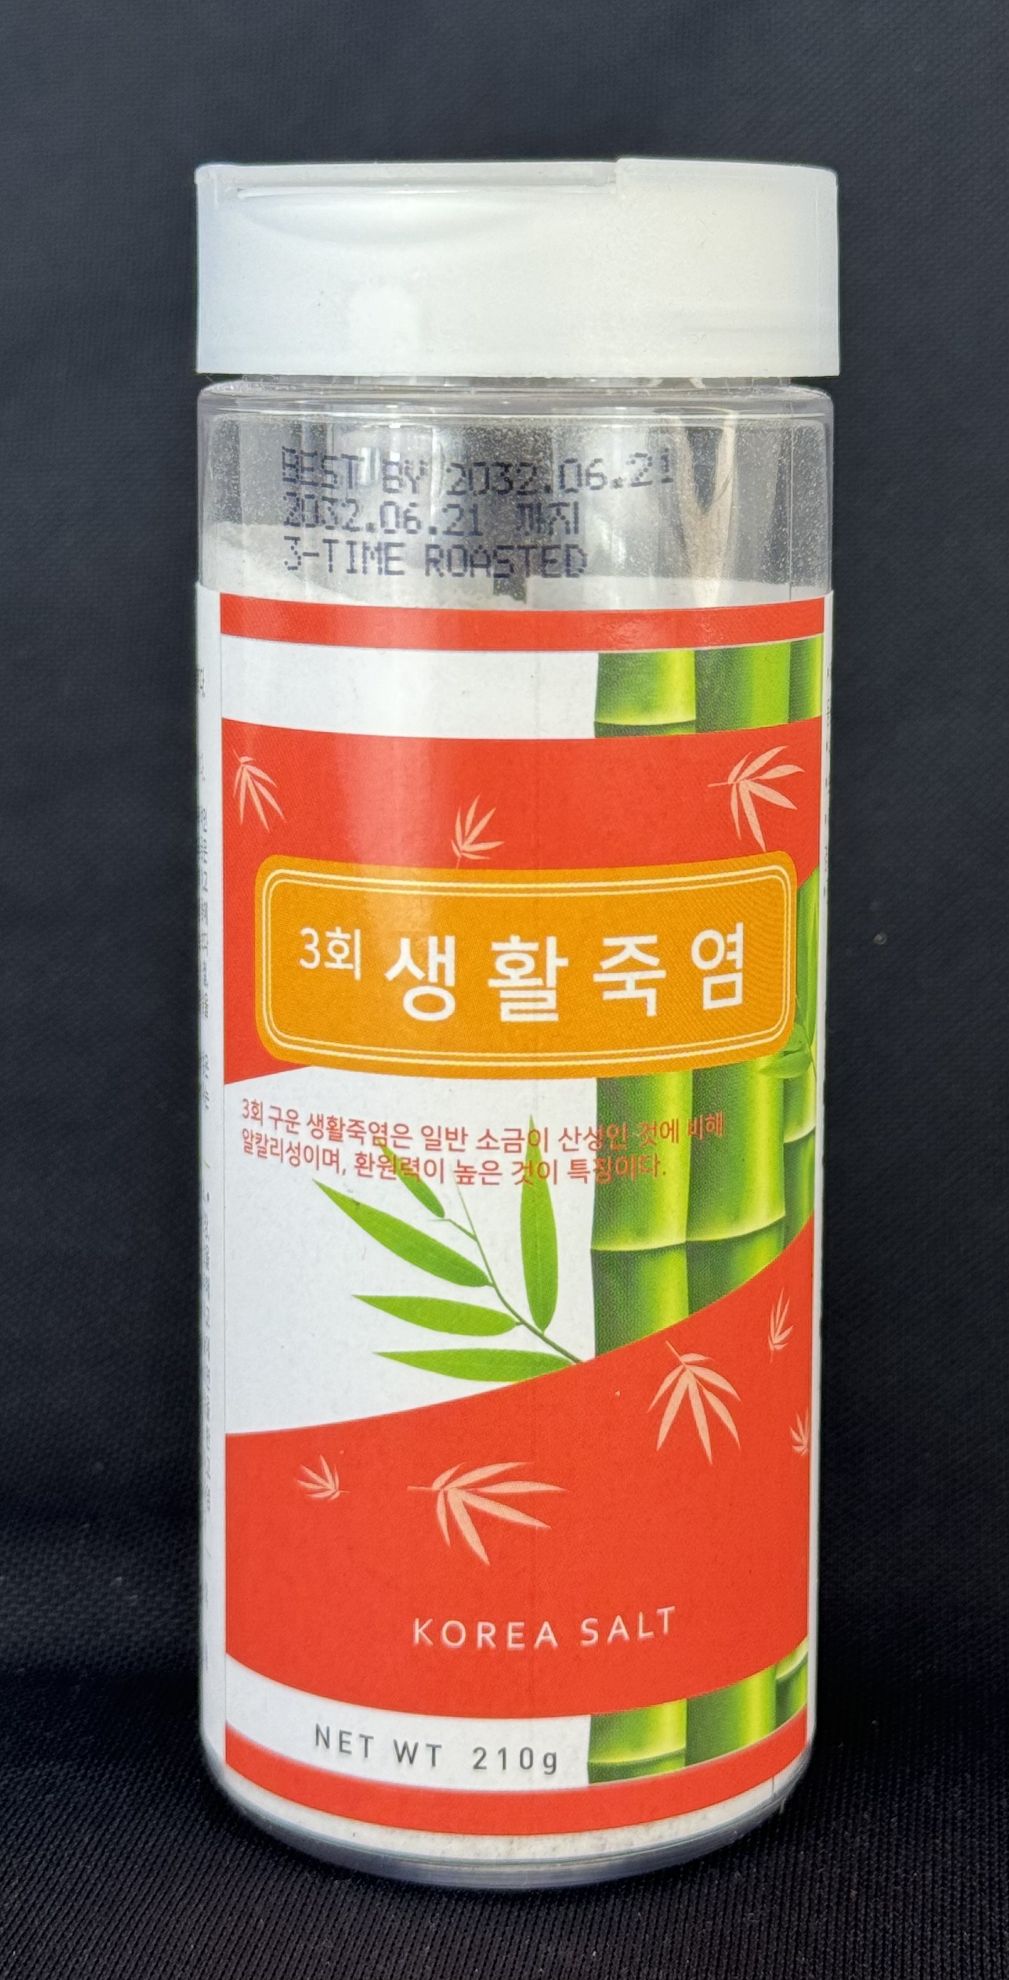 BEST BY 2032.06.21
2032.06.21 까지
3-TIME ROASTED
3회 생활죽염
3회 구운 생활죽염은 일반 소금이 산성인 것에 비해
알칼리성이며, 환원력이 높은 것이 특징이다.
KOREA SALT
NET WT 210g